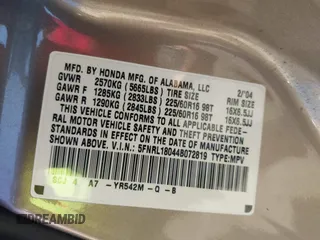 MFD. BY HONDA MFG. OF ALABAMA, LLC 2/'04
GVWR 2570KG (5665LBS) TIRE SIZE RIM SIZE
GAWR F 1285KG (2833LBS) 225/60R16 98T 16X6.5JJ
GAWR R 1290KG (2845LBS) 225/60R16 98T 16X6.5JJ
THIS VEHICLE CONFORMS TO ALL APPLICABLE FEDE-
RAL MOTOR VEHICLE SAFETY AND THEFT PREVENTION
STANDARDS IN EFFECT ON THE DATE OF MANUFACTURE
SHOWN ABOVE. 5FNRL18044B072819 TYPE:MPV
A7 -YR542M -O -B
DREAMBID